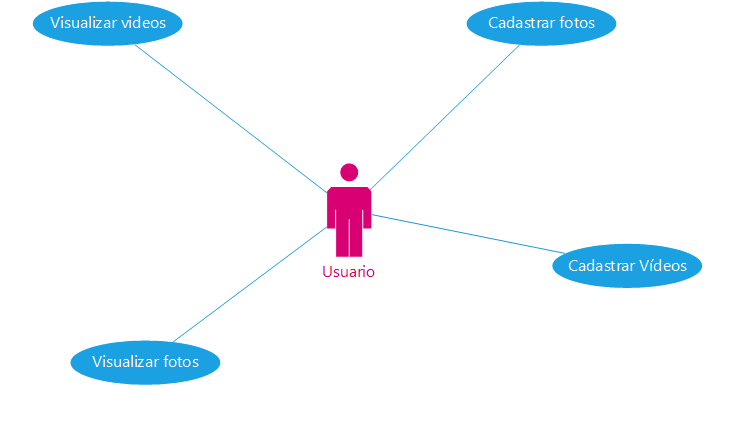 Visualizar videos
Cadastrar fotos
Cadastrar Vídeos
Usuario
Visualizar fotos